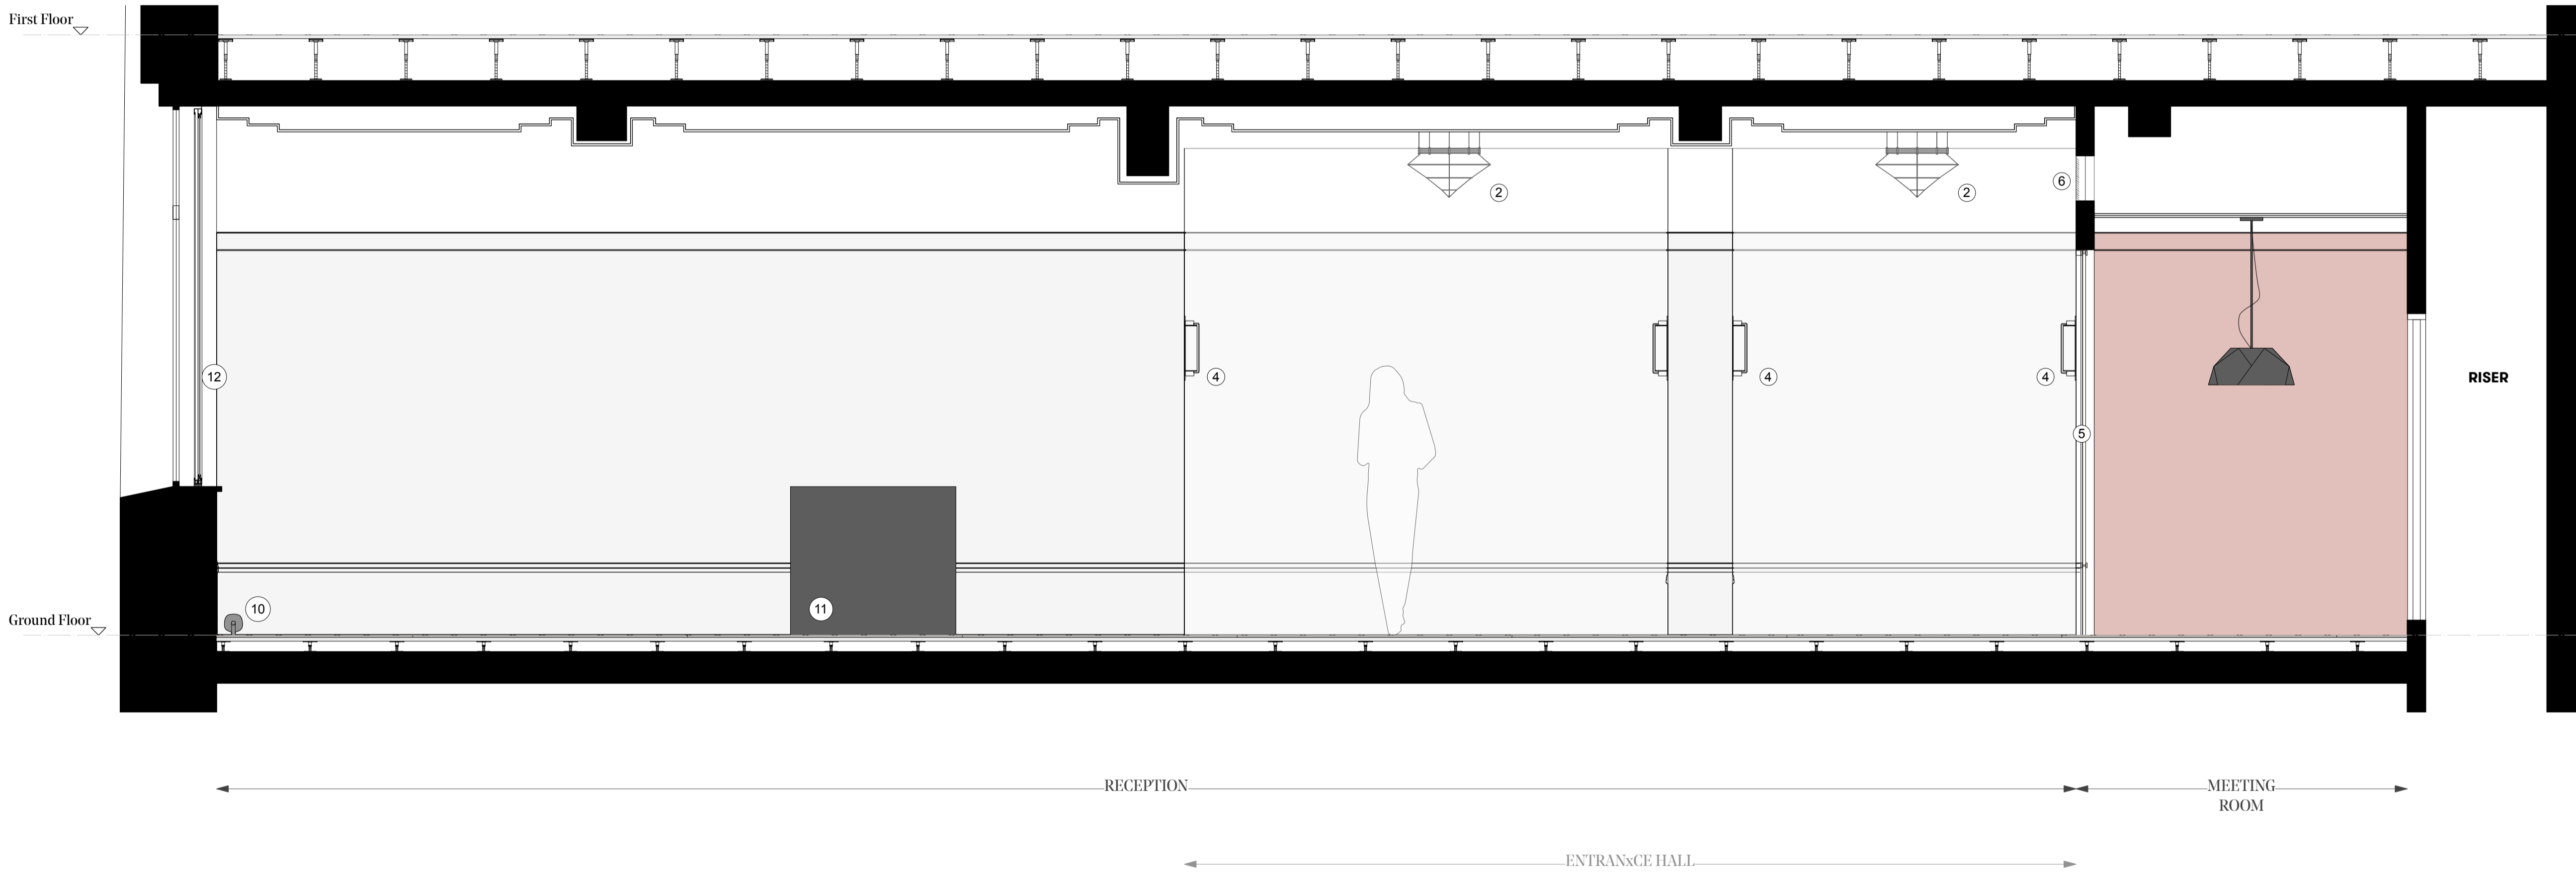 First Floor
2
2
6
12
4
4
4
RISER
5
10
11
Ground Floor
RECEPTION
MEETING
ROOM
ENTRANxCE HALL